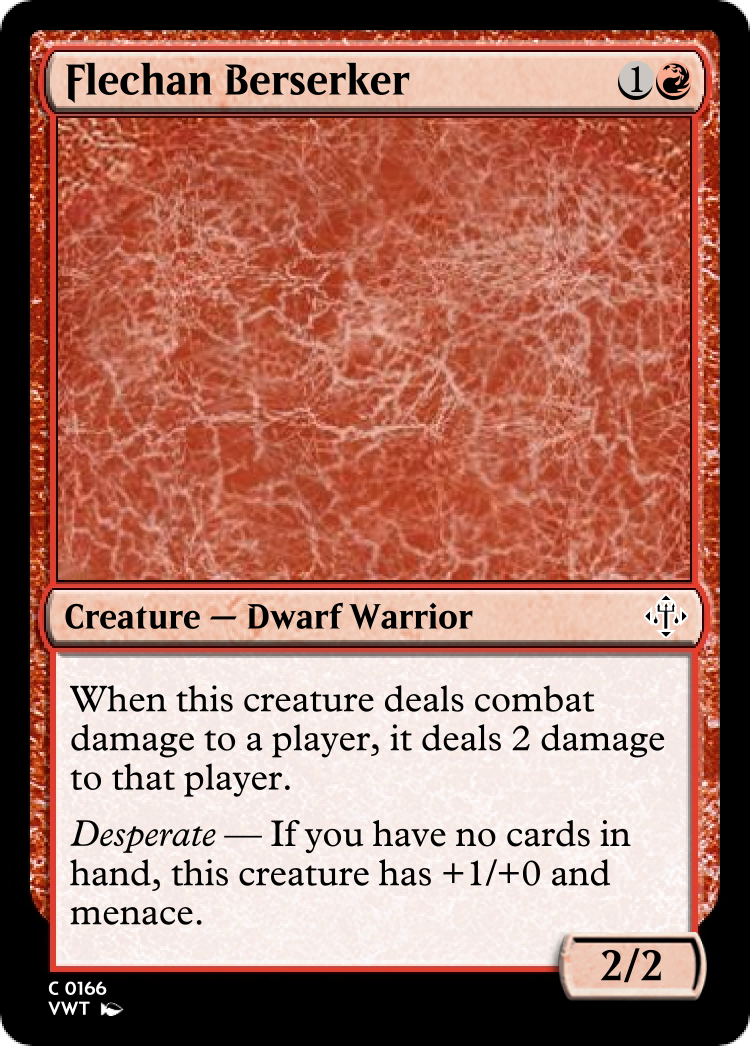 Flechan Berserker
1
Creature — Dwarf Warrior
When this creature deals combat
damage to a player, it deals 2 damage
to that player.
Desperate — If you have no cards in
hand, this creature has +1/+0 and
menace.
2/2
C 0166
VWT